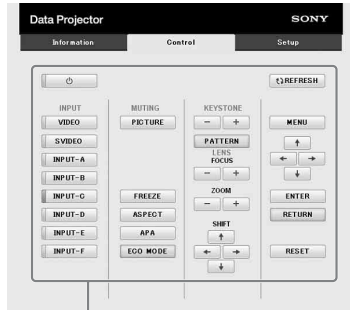 Data Projector
SONY
Information
Control
Setup
REFRESH
INPUT
MUTING
KEYSTONE
VIDEO
PICTURE
− +
MENU
S VIDEO
PATTERN
INPUT-A
LENS
FOCUS
INPUT-B
− +
INPUT-C
FREEZE
ZOOM
ENTER
− +
INPUT-D
ASPECT
RETURN
SHIFT
INPUT-E
APA
INPUT-F
ECO MODE
RESET